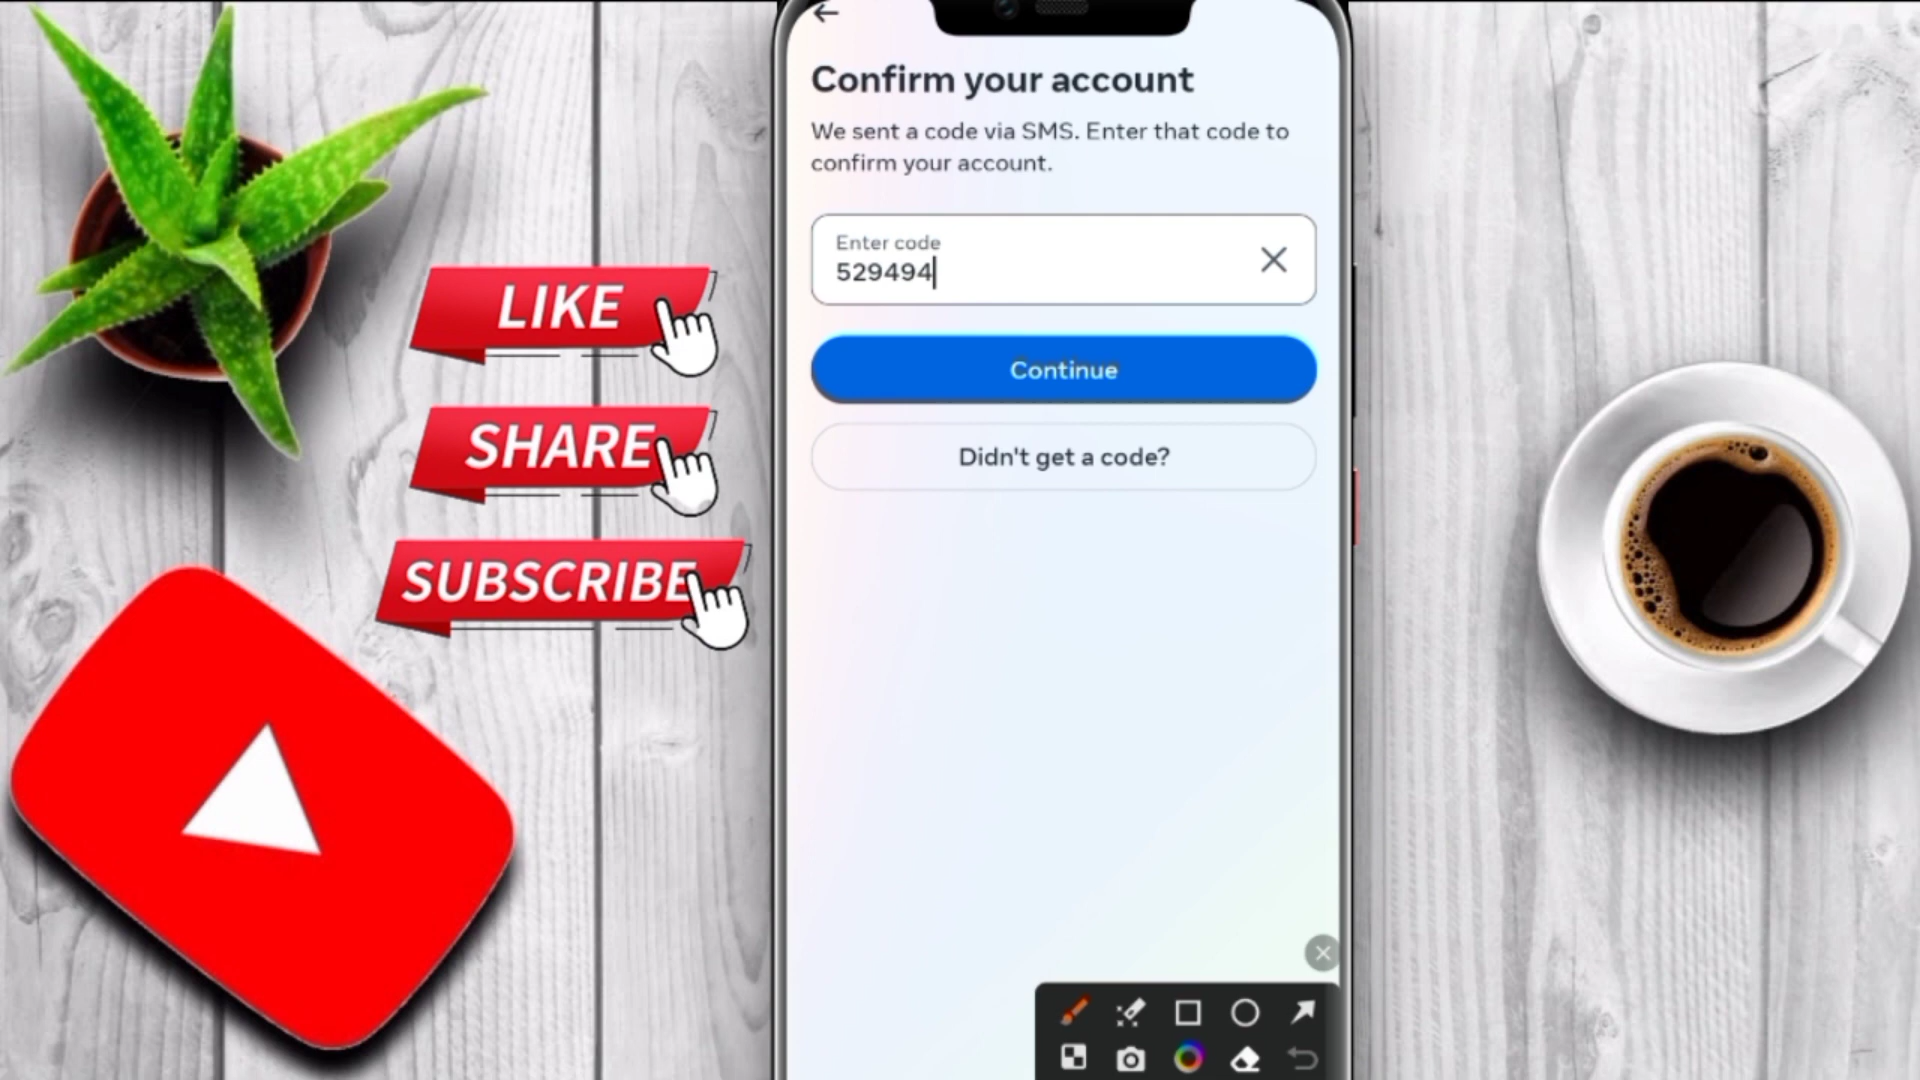 Confirm your account
We sent a code via SMS. Enter that code to
confirm your account.
Enter code
529494
Continue
Didn't get a code?
LIKE
SHARE
SUBSCRIBE